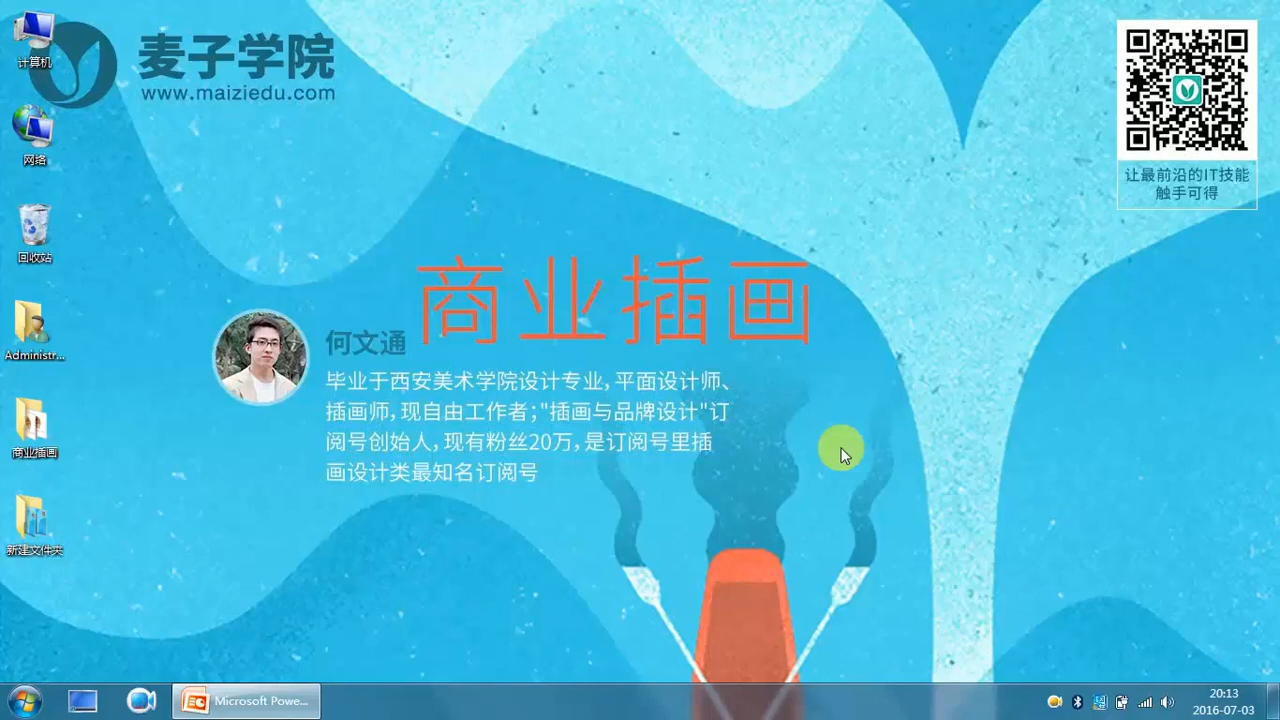 计算机
麦子学院
www.maiziedu.com
网络
回收站
Administr...
商业插画
新建文件夹
让最前沿的IT技能
触手可得
商业插画
何文通
毕业于西安美术学院设计专业，平面设计师、
插画师，现自由工作者；"插画与品牌设计"订
阅号创始人，现有粉丝20万，是订阅号里插
画设计类最知名订阅号
Microsoft Powe...
20:13
2016-07-03